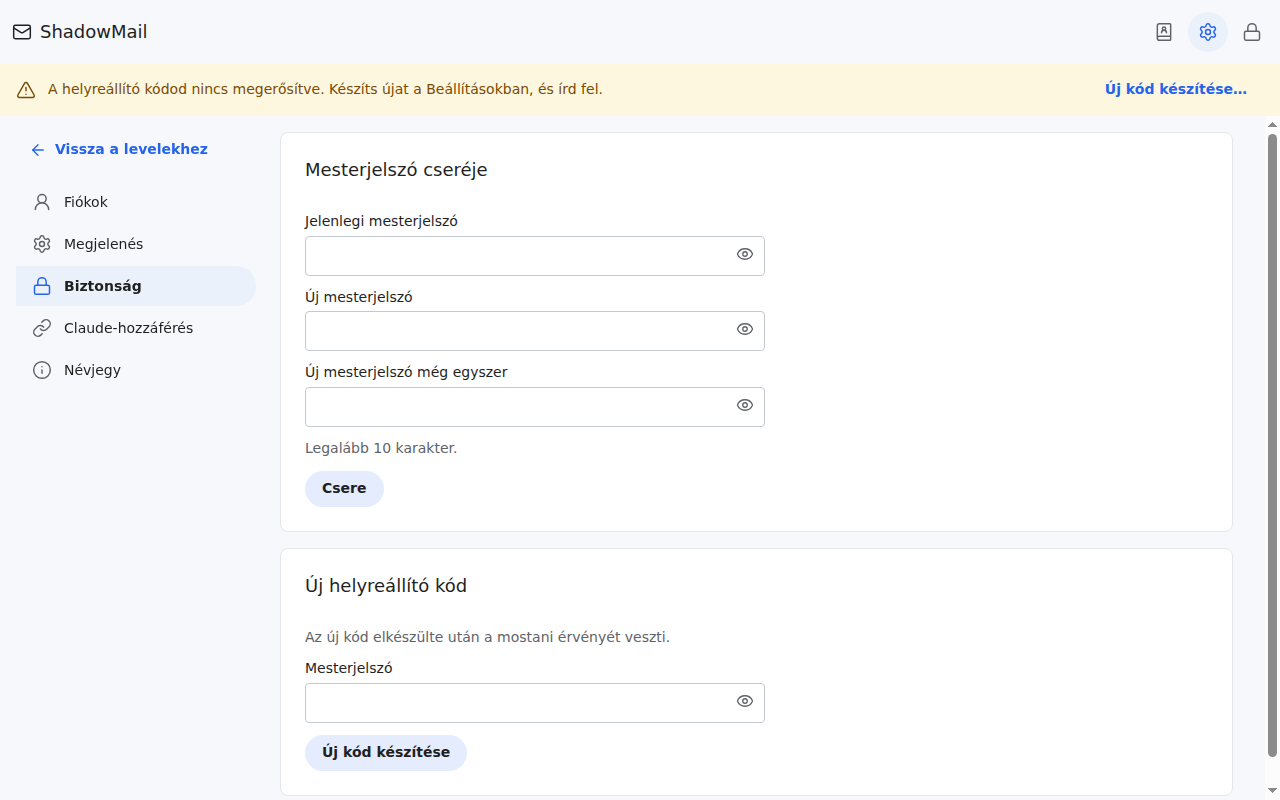 ShadowMail
A helyreállító kódod nincs megerősítve. Készíts újat a Beállításokban, és írd fel.
Új kód készítése…
Vissza a levelekhez
Fiókok
Megjelenés
Biztonság
Claude-hozzáférés
Névjegy
Mesterjelszó cseréje
Jelenlegi mesterjelszó
Új mesterjelszó
Új mesterjelszó még egyszer
Legalább 10 karakter.
Csere
Új helyreállító kód
Az új kód elkészülte után a mostani érvényét veszti.
Mesterjelszó
Új kód készítése